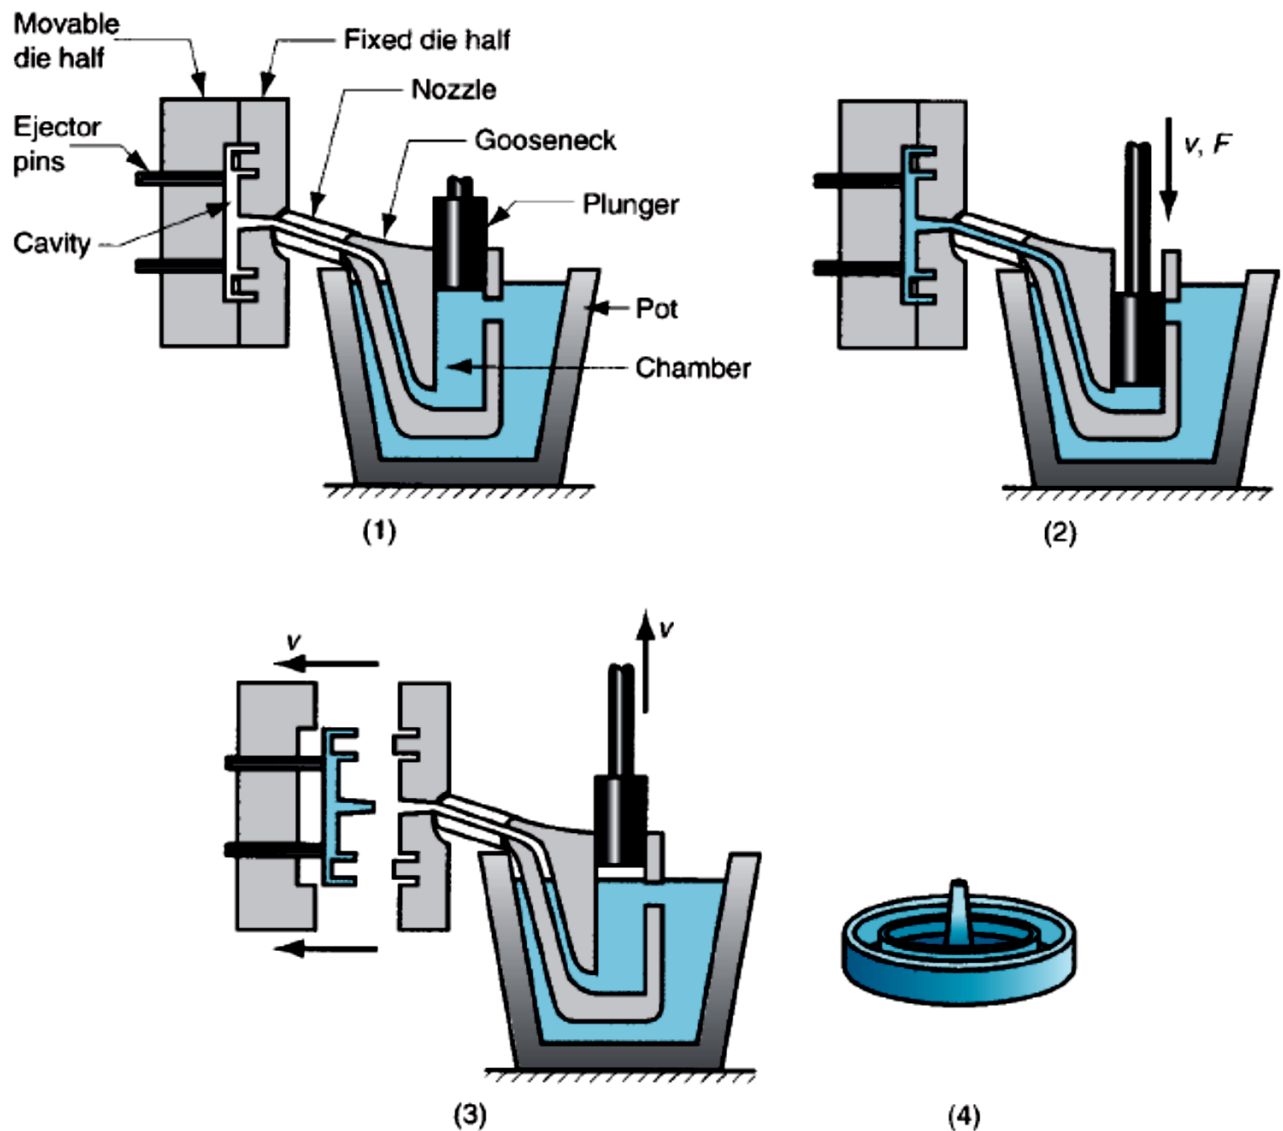 Movable
die half
Fixed die half
Nozzle
Ejector
pins
Gooseneck
Plunger
Cavity
Pot
Chamber
(1)
v, F
(2)
v
v
(3)
(4)